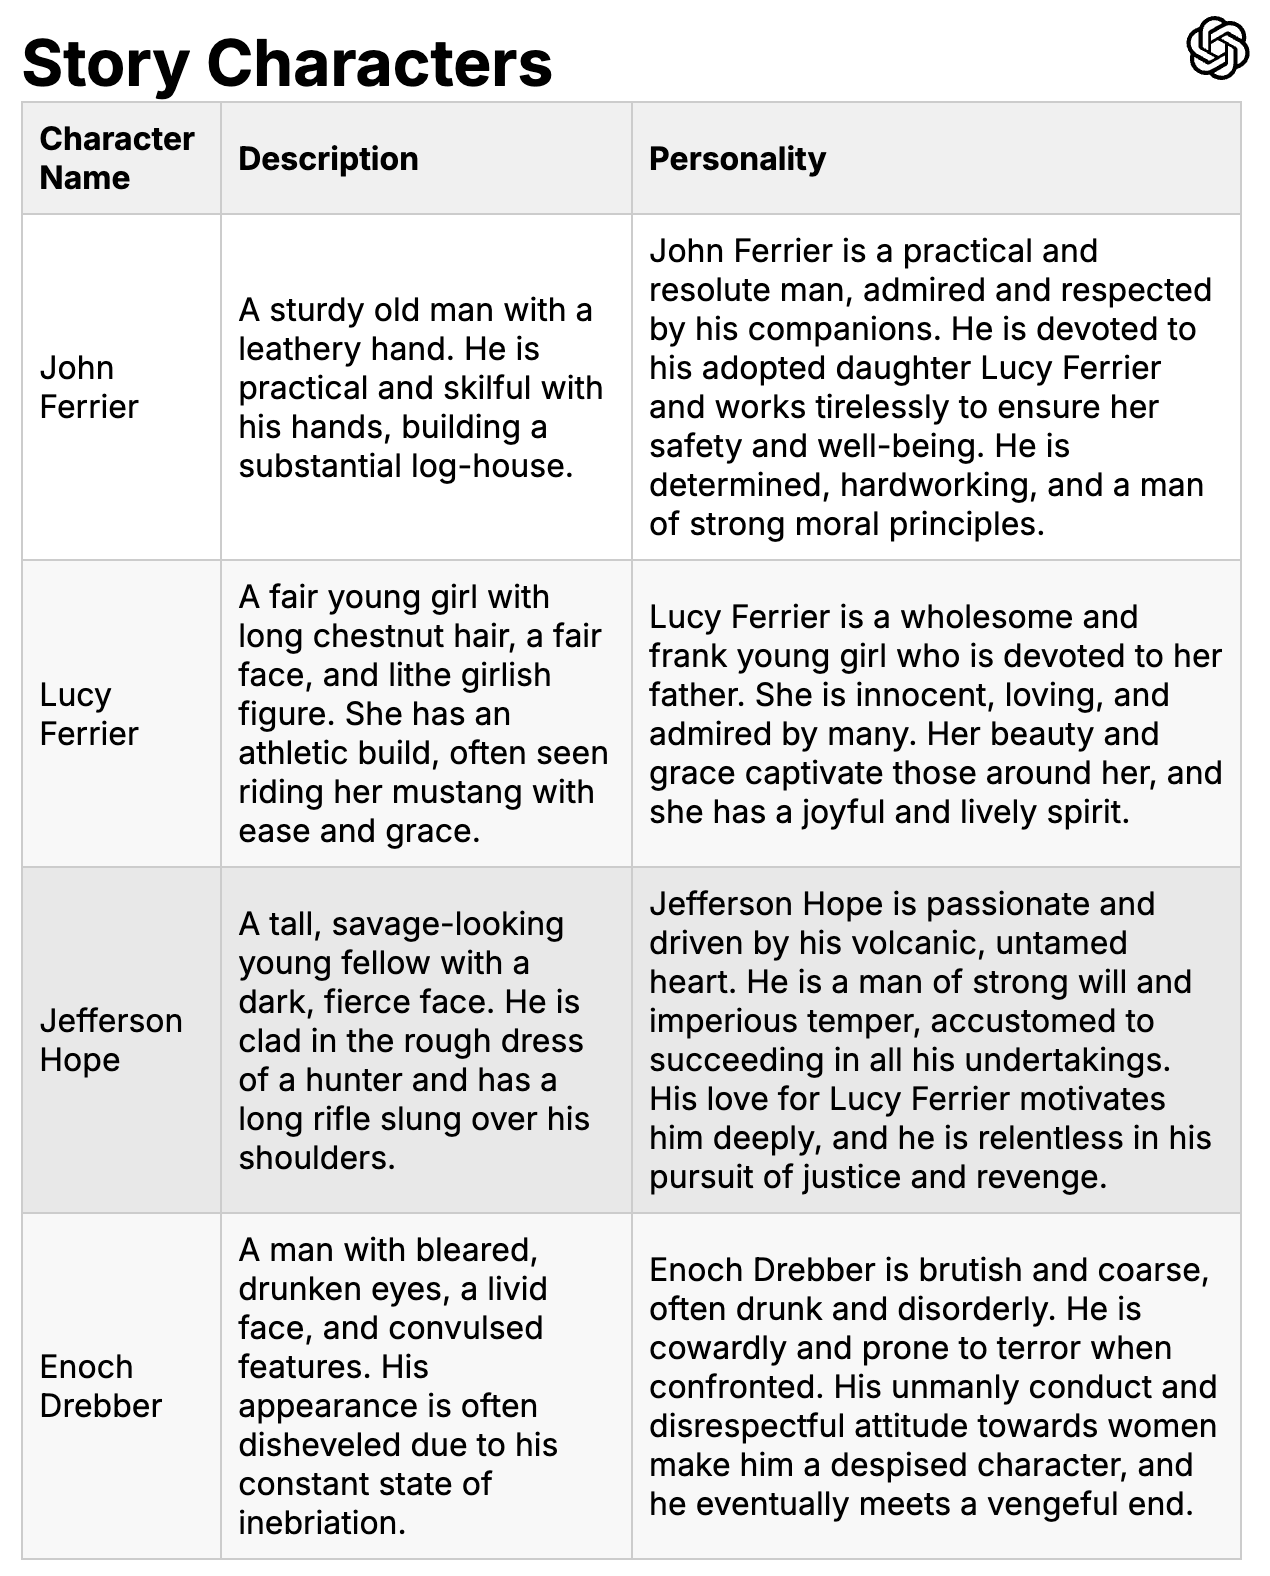 Story Characters
Character
Name
Description
Personality
John
Ferrier
A sturdy old man with a
leathery hand. He is
practical and skilful with
his hands, building a
substantial log-house.
John Ferrier is a practical and
resolute man, admired and respected
by his companions. He is devoted to
his adopted daughter Lucy Ferrier
and works tirelessly to ensure her
safety and well-being. He is
determined, hardworking, and a man
of strong moral principles.
Lucy
Ferrier
A fair young girl with
long chestnut hair, a fair
face, and lithe girlish
figure. She has an
athletic build, often seen
riding her mustang with
ease and grace.
Lucy Ferrier is a wholesome and
frank young girl who is devoted to her
father. She is innocent, loving, and
admired by many. Her beauty and
grace captivate those around her, and
she has a joyful and lively spirit.
Jefferson
Hope
A tall, savage-looking
young fellow with a
dark, fierce face. He is
clad in the rough dress
of a hunter and has a
long rifle slung over his
shoulders.
Jefferson Hope is passionate and
driven by his volcanic, untamed
heart. He is a man of strong will and
imperious temper, accustomed to
succeeding in all his undertakings.
His love for Lucy Ferrier motivates
him deeply, and he is relentless in his
pursuit of justice and revenge.
Enoch
Drebber
A man with bleared,
drunken eyes, a livid
face, and convulsed
features. His
appearance is often
disheveled due to his
constant state of
inebriation.
Enoch Drebber is brutish and coarse,
often drunk and disorderly. He is
cowardly and prone to terror when
confronted. His unmanly conduct and
disrespectful attitude towards women
make him a despised character, and
he eventually meets a vengeful end.